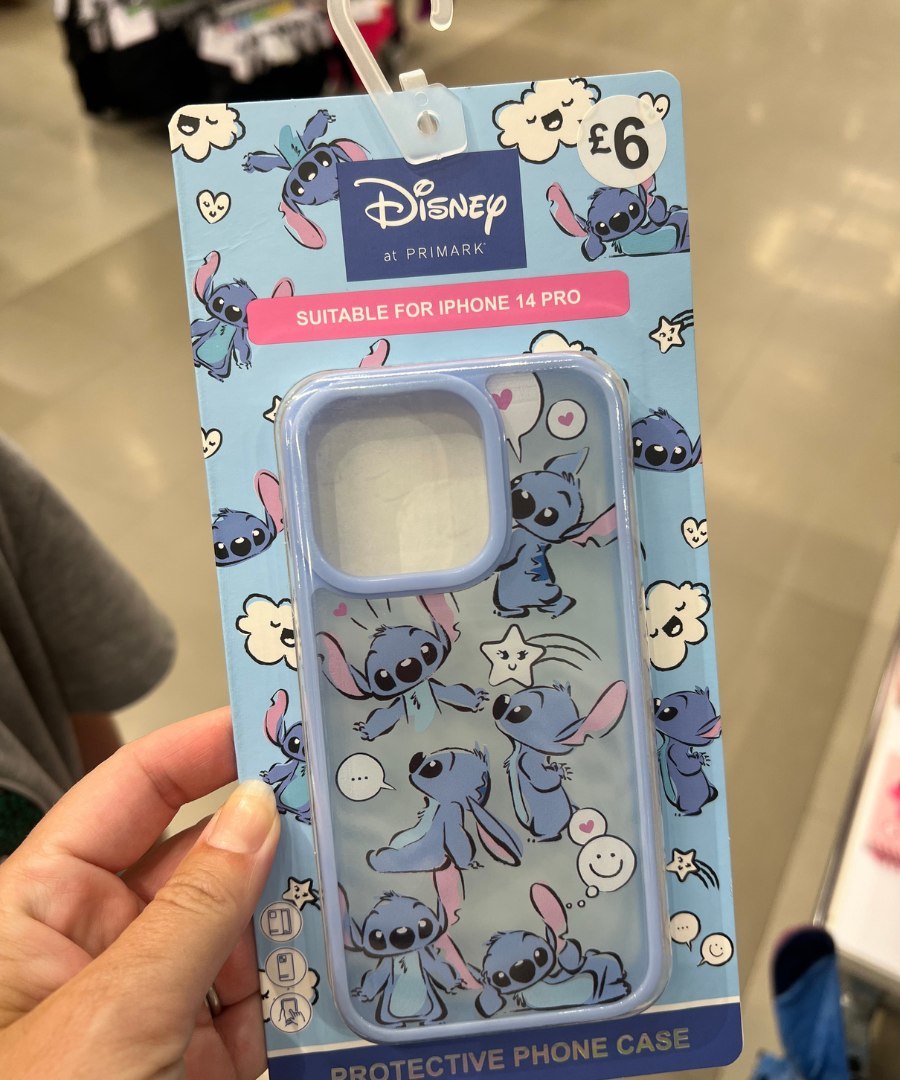 £6
Disney
at PRIMARK
SUITABLE FOR IPHONE 14 PRO
...
...
PROTECTIVE PHONE CASE